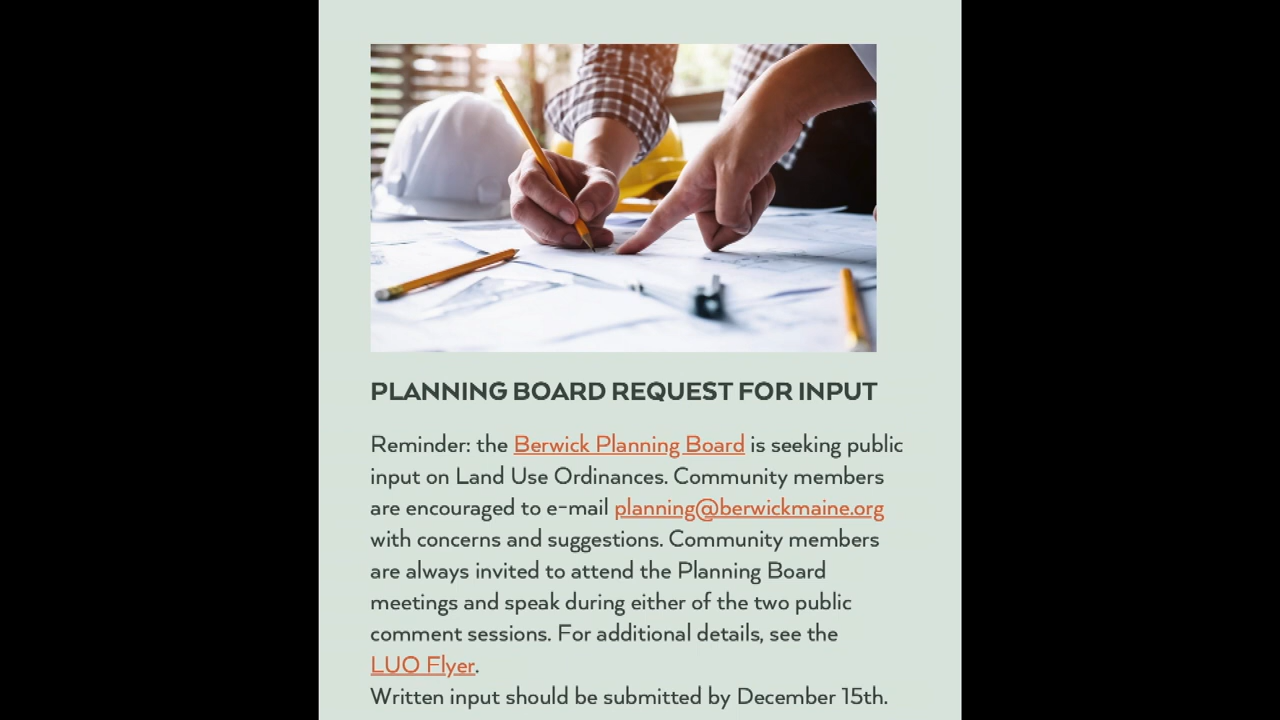 PLANNING BOARD REQUEST FOR INPUT
Reminder: the Berwick Planning Board is seeking public
input on Land Use Ordinances. Community members
are encouraged to e-mail planning@berwickmaine.org
with concerns and suggestions. Community members
are always invited to attend the Planning Board
meetings and speak during either of the two public
comment sessions. For additional details, see the
LUO Flyer.
Written input should be submitted by December 15th.